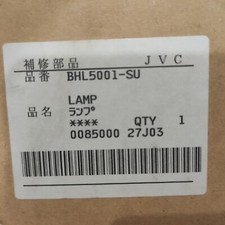 補修部品 JVC
品番 BHL5001-SU
LAMP
品名 ランプ
**** QTY 1
0085000 27J03